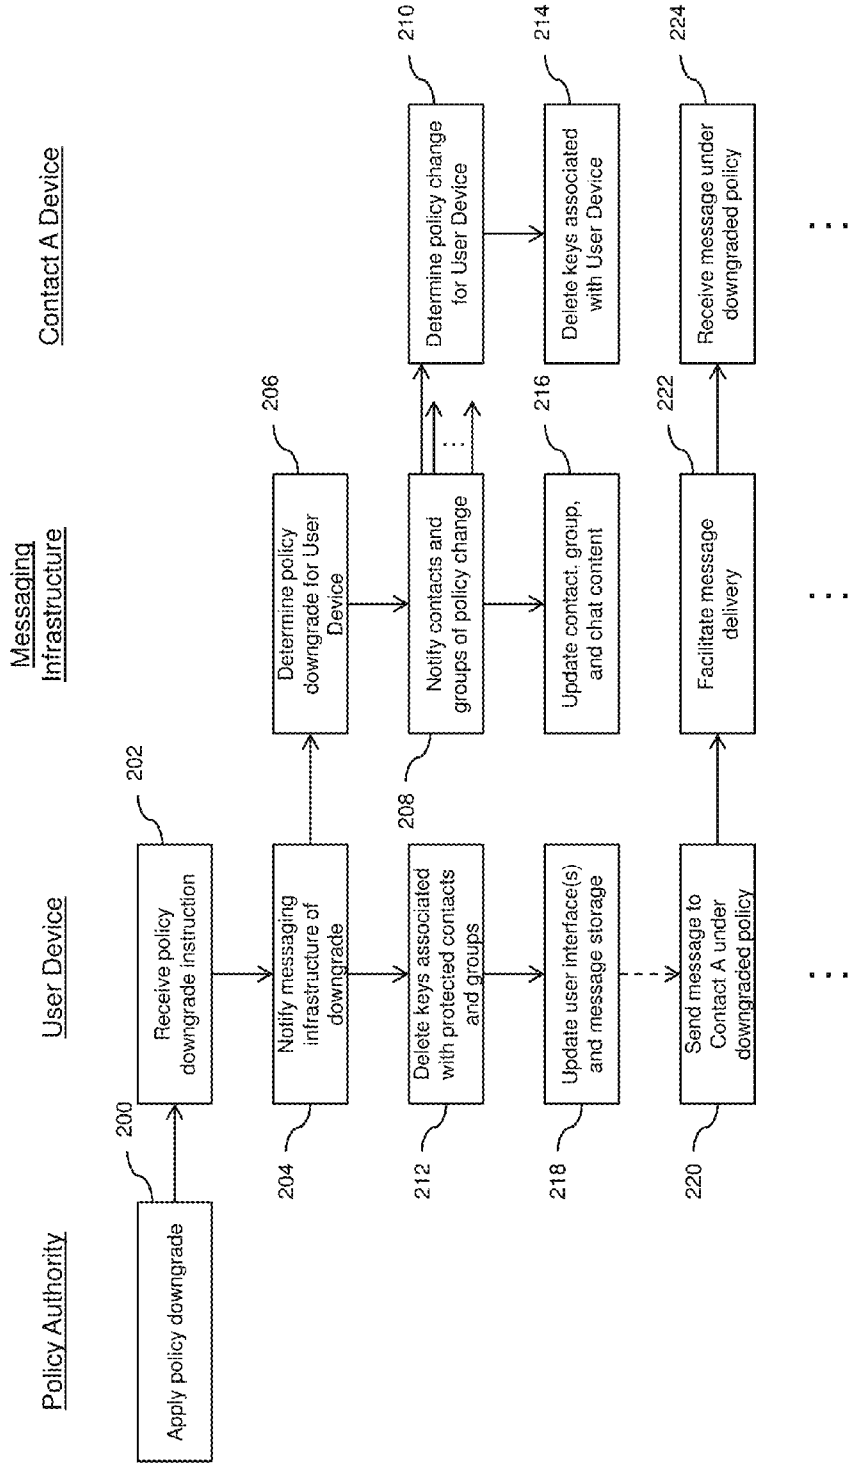 Policy Authority
User Device
Messaging
Infrastructure
Contact A Device
200
Apply policy downgrade
202
Receive policy
downgrade instruction
204
Notify messaging
infrastructure of
downgrade
206
Determine policy
downgrade for User
Device
208
Notify contacts and
groups of policy change
...
210
Determine policy change
for User Device
212
Delete keys associated
with protected contacts
and groups
214
Delete keys associated
with User Device
216
Update contact, group,
and chat content
218
Update user interface(s)
and message storage
220
Send message to
Contact A under
downgraded policy
222
Facilitate message
delivery
224
Receive message under
downgraded policy
...
...
...